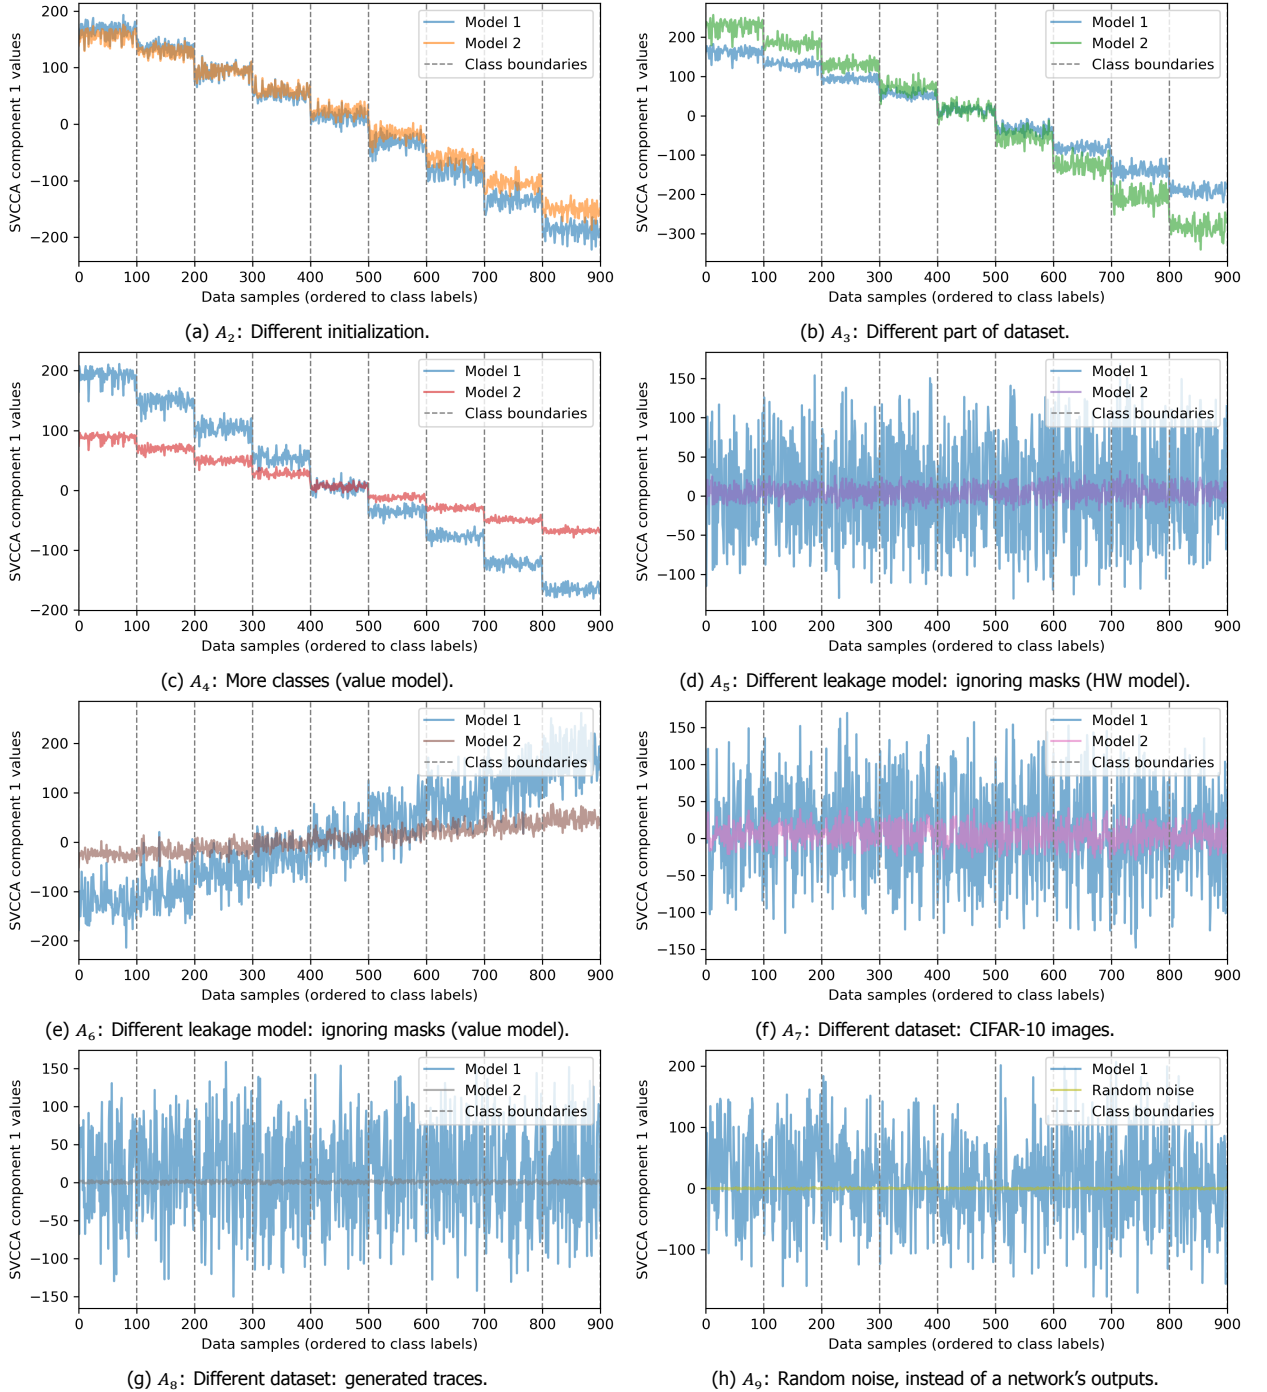 200
100
0
−100
−200
SVCCA component 1 values
Model 1
Model 2
Class boundaries
0 100 200 300 400 500 600 700 800 900
Data samples (ordered to class labels)
(a) A₂: Different initialization.
200
100
0
−100
−200
−300
SVCCA component 1 values
Model 1
Model 2
Class boundaries
0 100 200 300 400 500 600 700 800 900
Data samples (ordered to class labels)
(b) A₃: Different part of dataset.
200
100
0
−100
−200
SVCCA component 1 values
Model 1
Model 2
Class boundaries
0 100 200 300 400 500 600 700 800 900
Data samples (ordered to class labels)
(c) A₄: More classes (value model).
150
100
50
0
−50
−100
SVCCA component 1 values
Model 1
Model 2
Class boundaries
0 100 200 300 400 500 600 700 800 900
Data samples (ordered to class labels)
(d) A₅: Different leakage model: ignoring masks (HW model).
200
100
0
−100
−200
SVCCA component 1 values
Model 1
Model 2
Class boundaries
0 100 200 300 400 500 600 700 800 900
Data samples (ordered to class labels)
(e) A₆: Different leakage model: ignoring masks (value model).
150
100
50
0
−50
−100
−150
SVCCA component 1 values
Model 1
Model 2
Class boundaries
0 100 200 300 400 500 600 700 800 900
Data samples (ordered to class labels)
(f) A₇: Different dataset: CIFAR-10 images.
150
100
50
0
−50
−100
−150
SVCCA component 1 values
Model 1
Model 2
Class boundaries
0 100 200 300 400 500 600 700 800 900
Data samples (ordered to class labels)
(g) A₈: Different dataset: generated traces.
200
100
0
−100
SVCCA component 1 values
Model 1
Random noise
Class boundaries
0 100 200 300 400 500 600 700 800 900
Data samples (ordered to class labels)
(h) A₉: Random noise, instead of a network's outputs.